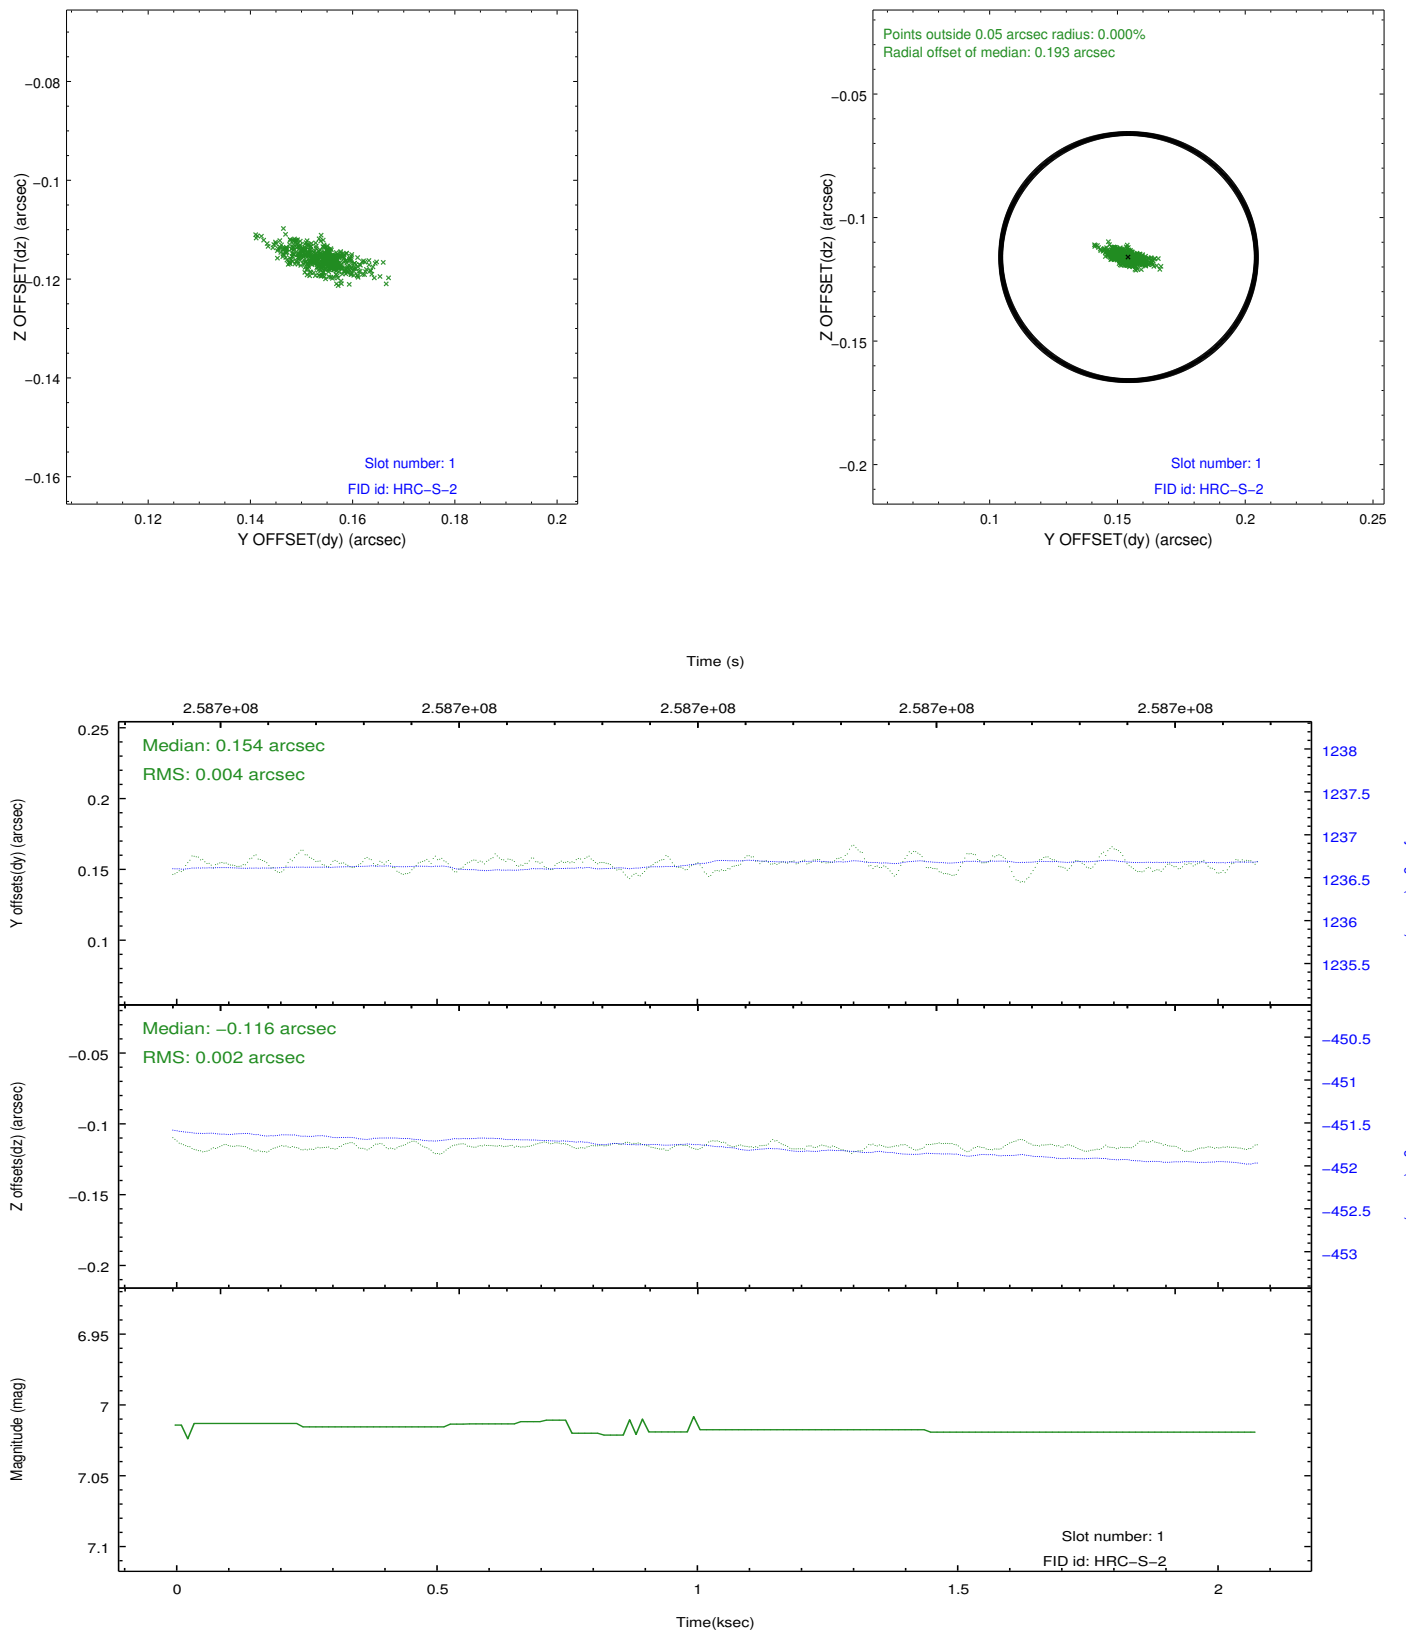 −0.08
−0.1
−0.12
−0.14
−0.16
Z OFFSET(dz) (arcsec)
Slot number: 1
FID id: HRC−S−2
0.12
0.14
0.16
0.18
0.2
Y OFFSET(dy) (arcsec)
Points outside 0.05 arcsec radius: 0.000%
Radial offset of median: 0.193 arcsec
−0.05
−0.1
−0.15
−0.2
Z OFFSET(dz) (arcsec)
Slot number: 1
FID id: HRC−S−2
0.1
0.15
0.2
0.25
Y OFFSET(dy) (arcsec)
Time (s)
2.587e+08
2.587e+08
2.587e+08
2.587e+08
2.587e+08
Median: 0.154 arcsec
RMS: 0.004 arcsec
0.25
0.2
0.15
0.1
Y offsets(dy) (arcsec)
1238
1237.5
1237
1236.5
1236
1235.5
Median: −0.116 arcsec
RMS: 0.002 arcsec
−0.05
−0.1
−0.15
−0.2
Z offsets(dz) (arcsec)
−450.5
−451
−451.5
−452
−452.5
−453
6.95
7
7.05
7.1
Magnitude (mag)
Slot number: 1
FID id: HRC−S−2
0
0.5
1
1.5
2
Time(ksec)